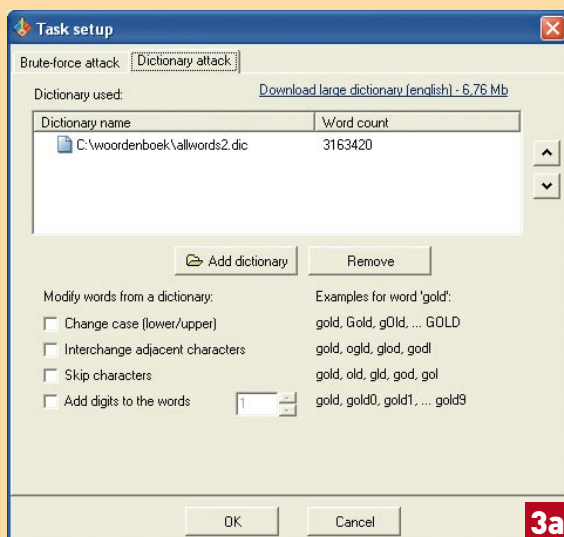 Task setup
Brute-force attack Dictionary attack
Dictionary used: Download large dictionary (english) - 6,76 Mb
Dictionary name Word count
C:\woordenboek\allwords2.dic 3163420
Add dictionary Remove
Modify words from a dictionary: Examples for word 'gold':
Change case (lower/upper) gold, Gold, gOld, ... GOLD
Interchange adjacent characters gold, ogld, glod, godl
Skip characters gold, old, gld, god, gol
Add digits to the words 1 gold, gold0, gold1, ... gold9
OK Cancel
3a